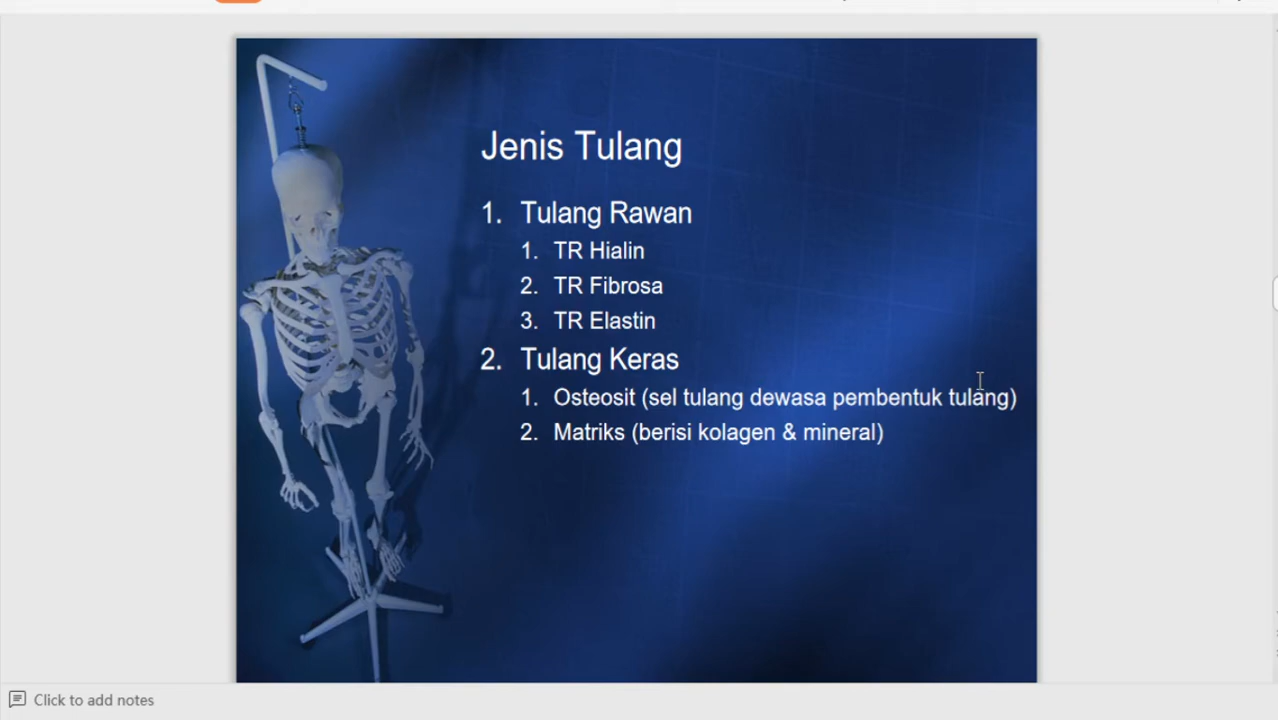 Jenis Tulang
1. Tulang Rawan
1. TR Hialin
2. TR Fibrosa
3. TR Elastin
2. Tulang Keras
1. Osteosit (sel tulang dewasa pembentuk tulang)
2. Matriks (berisi kolagen & mineral)
Click to add notes